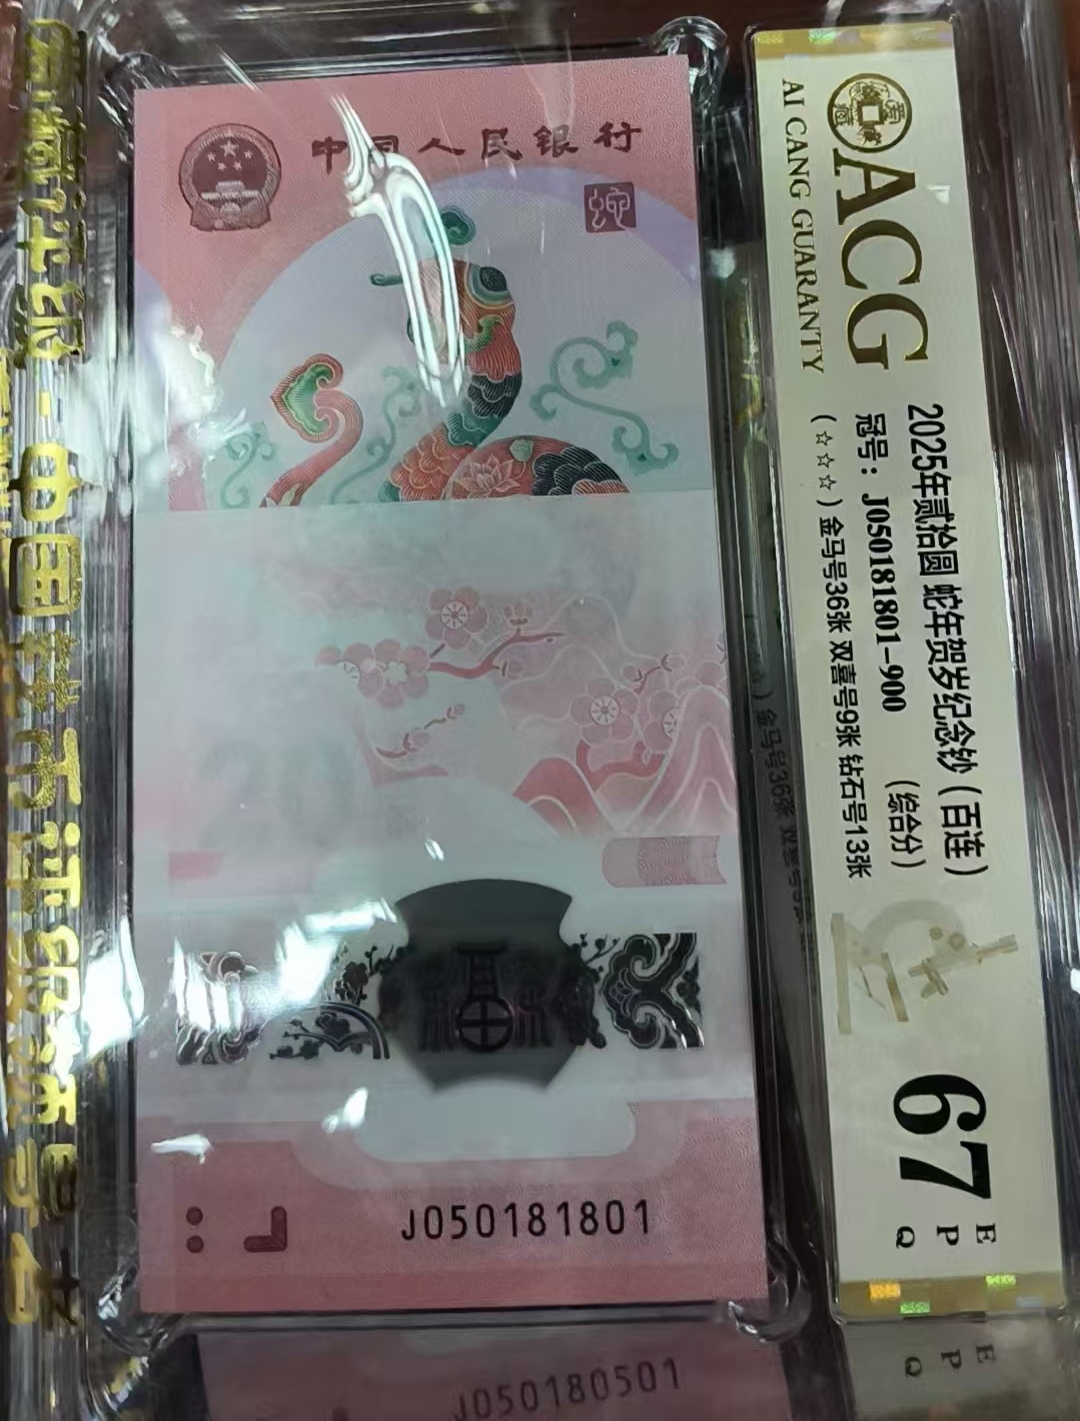 中国人民银行
蛇
J050181801
ACG
AI CANG GUARANTY
2025年贰拾圆 蛇年贺岁纪念钞（百连）
冠号：J050181801-900 （综合分）
（☆☆☆）金马号36张 双喜号9张 钻石号13张
67
E
P
Q
J050180501
E
P
Q